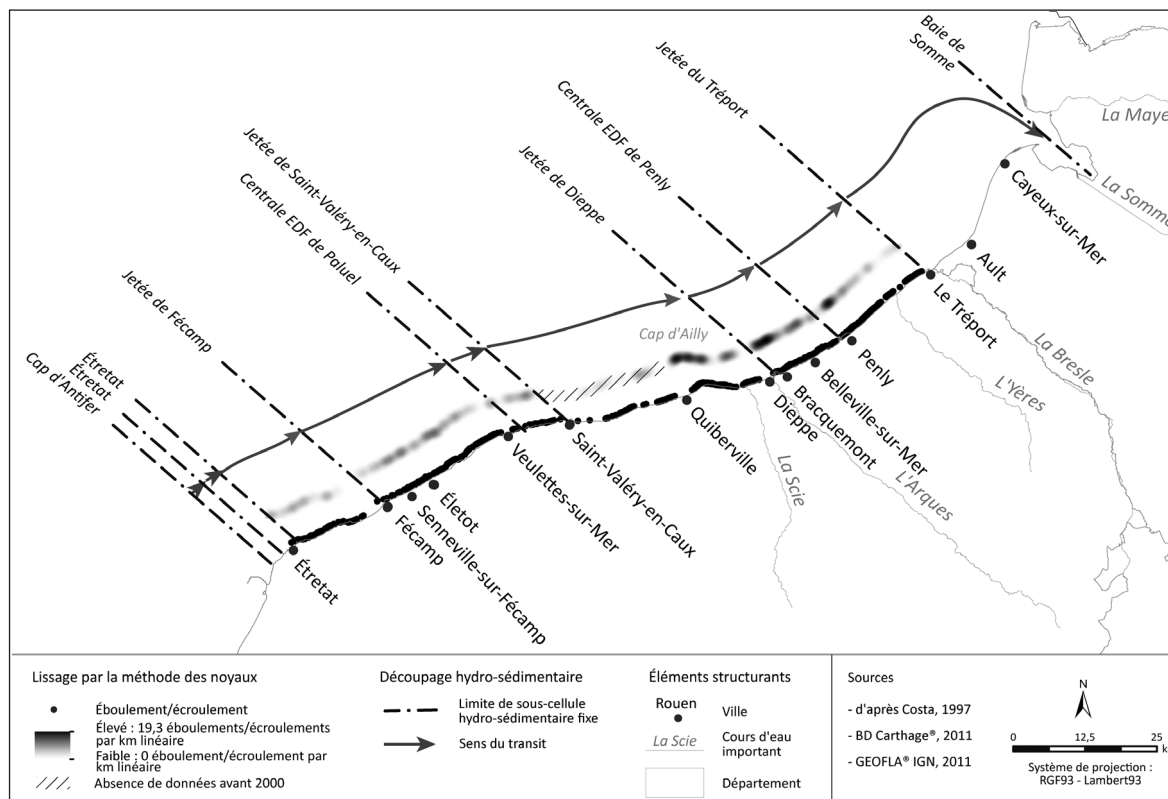 Baie de
Somme
Jetée du Tréport
Centrale EDF de Penly
Jetée de Dieppe
Jetée de Saint-Valéry-en-Caux
Centrale EDF de Paluel
Jetée de Fécamp
Étretat
Étretat
Cap d'Antifer
La Maye
La Somme
Cayeux-sur-Mer
Ault
Le Tréport
La Bresle
L'Yères
Cap d'Ailly
Penly
Belleville-sur-Mer
Bracquemont
Dieppe
L'Arques
La Scie
Quiberville
Saint-Valéry-en-Caux
Veulettes-sur-Mer
Életot
Senneville-sur-Fécamp
Fécamp
Étretat
Lissage par la méthode des noyaux
Éboulement/écroulement
Élevé : 19,3 éboulements/écroulements
par km linéaire
Faible : 0 éboulement/écroulement par
km linéaire
Absence de données avant 2000
Découpage hydro-sédimentaire
Limite de sous-cellule
hydro-sédimentaire fixe
Sens du transit
Éléments structurants
Rouen
Ville
La Scie
Cours d'eau
important
Département
Sources
- d'après Costa, 1997
- BD Carthage®, 2011
- GEOFLA® IGN, 2011
N
0 12,5 25
Système de projection :
RGF93 - Lambert93